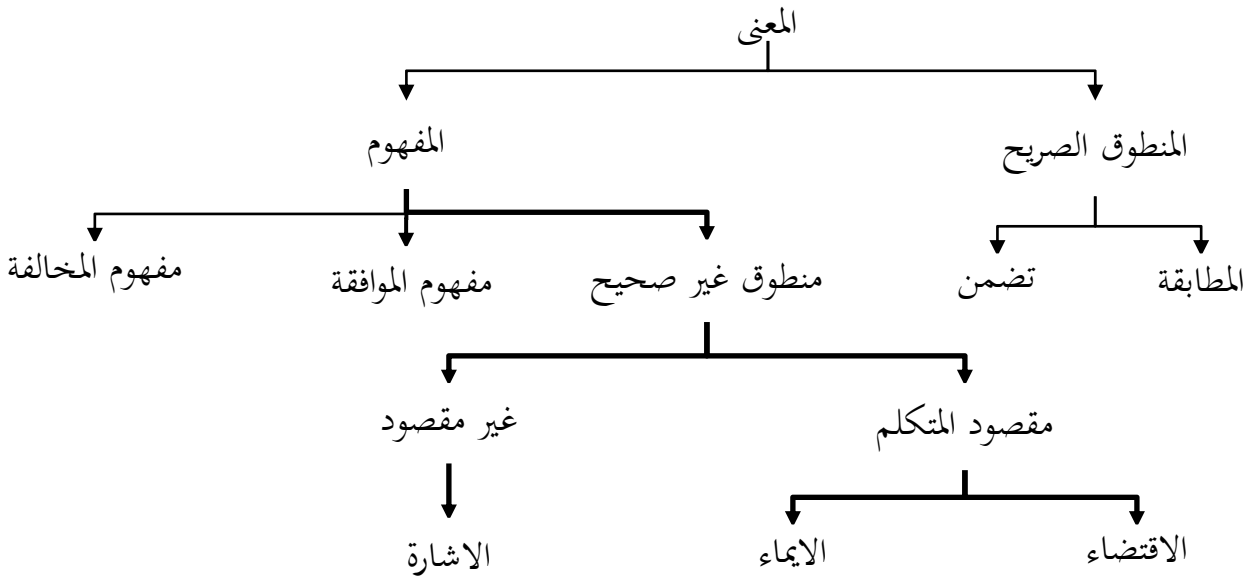 المعنى
المنطوق الصريح
المفهوم
المطابقة
تضمن
منطوق غير صحيح
مفهوم الموافقة
مفهوم المخالفة
مقصود المتكلم
غير مقصود
الاقتضاء
الايماء
الاشارة